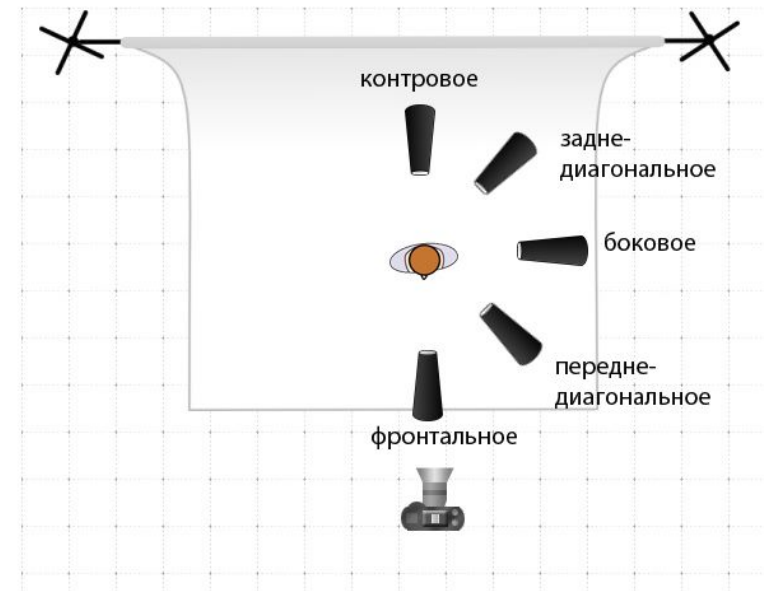 контровое
задне-
диагональное
боковое
передне-
диагональное
фронтальное